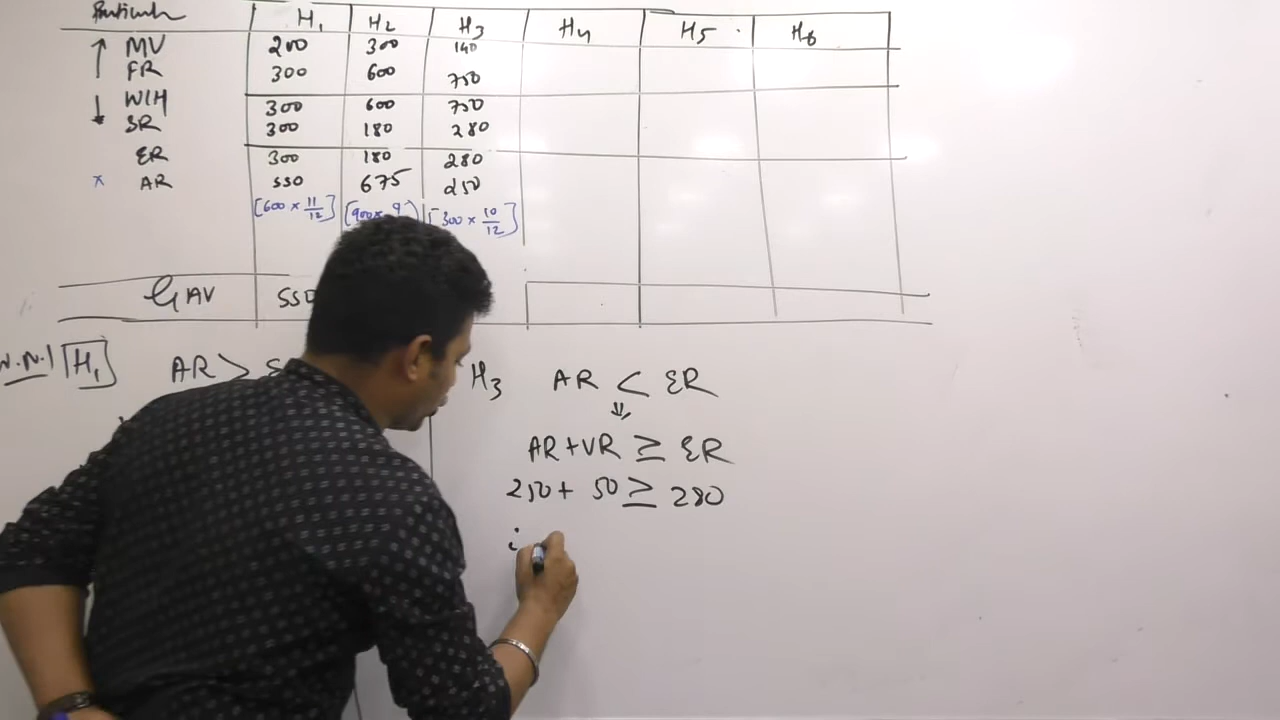 Particular H1 H2 H3 H4 H5 H6
MV 200 300 140
FR 300 600 750
W/H 300 600 750
SR 300 180 280
ER 300 180 280
x AR 550 675 250
[600 × 11/12] [900 × 9 [300 × 10/12]
GAV 550
W.N.1 H1 AR >
H3 AR < ER
⇓
AR + VR ≥ ER
250 + 50 ≥ 280
i